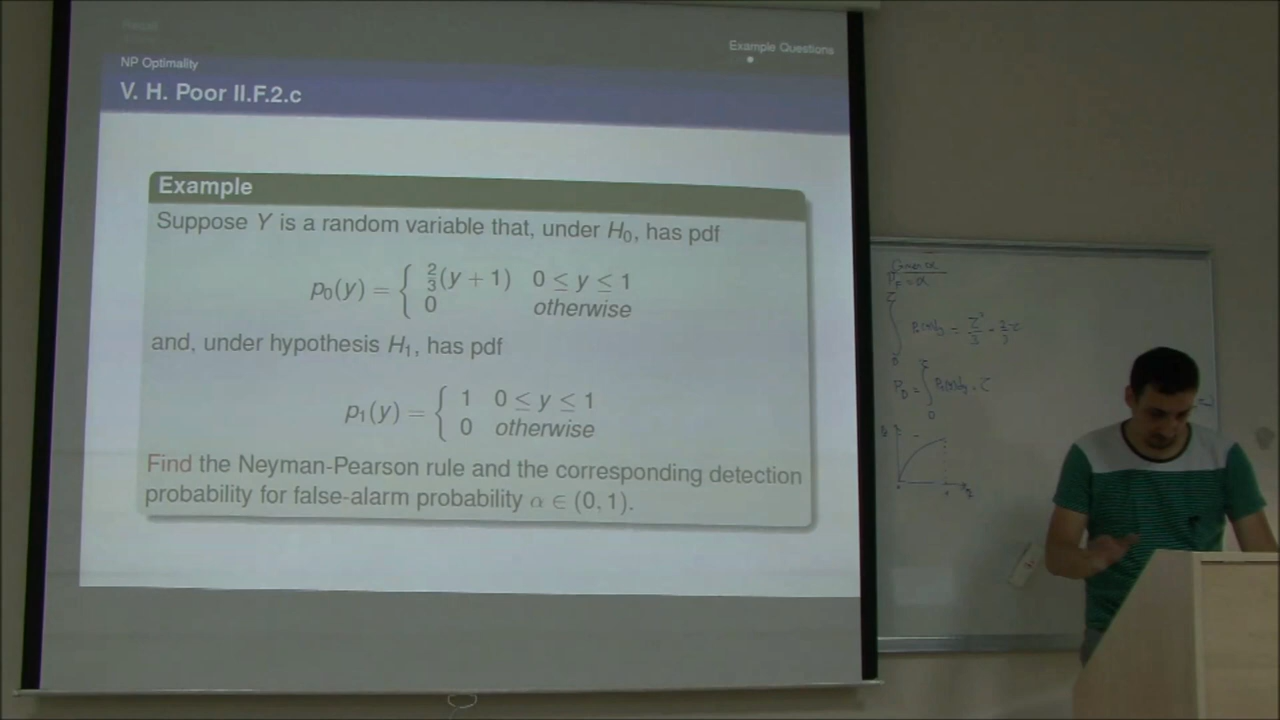 Example Questions
NP Optimality
V. H. Poor II.F.2.c
Example
Suppose Y is a random variable that, under H₀, has pdf
p₀(y) = { 2/3(y + 1) 0 ≤ y ≤ 1
0 otherwise
and, under hypothesis H₁, has pdf
p₁(y) = { 1 0 ≤ y ≤ 1
0 otherwise
Find the Neyman-Pearson rule and the corresponding detection
probability for false-alarm probability α ∈ (0, 1).